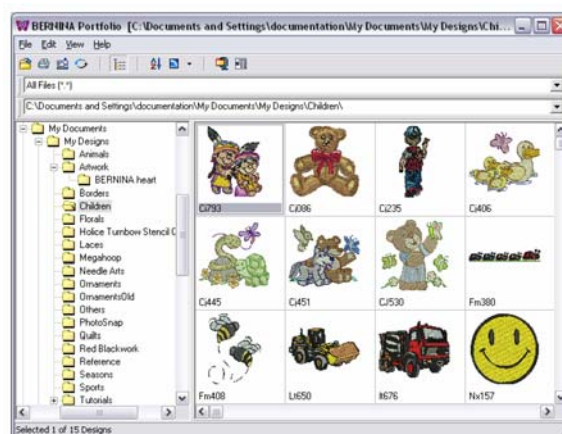 BERNINA Portfolio [C:\Documents and Settings\documentation\My Documents\My Designs\Chi...
File Edit View Help
All Files (*.*)
C:\Documents and Settings\documentation\My Documents\My Designs\Children\
My Documents
My Designs
Animals
Artwork
BERNINA heart
Borders
Children
Florals
Holice Turnbow Stencil C
Laces
Megahoop
Needle Arts
Ornaments
OrnamentsOld
Others
PhotoSnap
Quilts
Red Blackwork
Reference
Seasons
Sports
Tutorials
Ci793 Cj086 Cj235 Cj406
Cj445 Cj451 CJ530 Fm380
Fm408 Lt650 lt676 Nx157
Selected 1 of 15 Designs